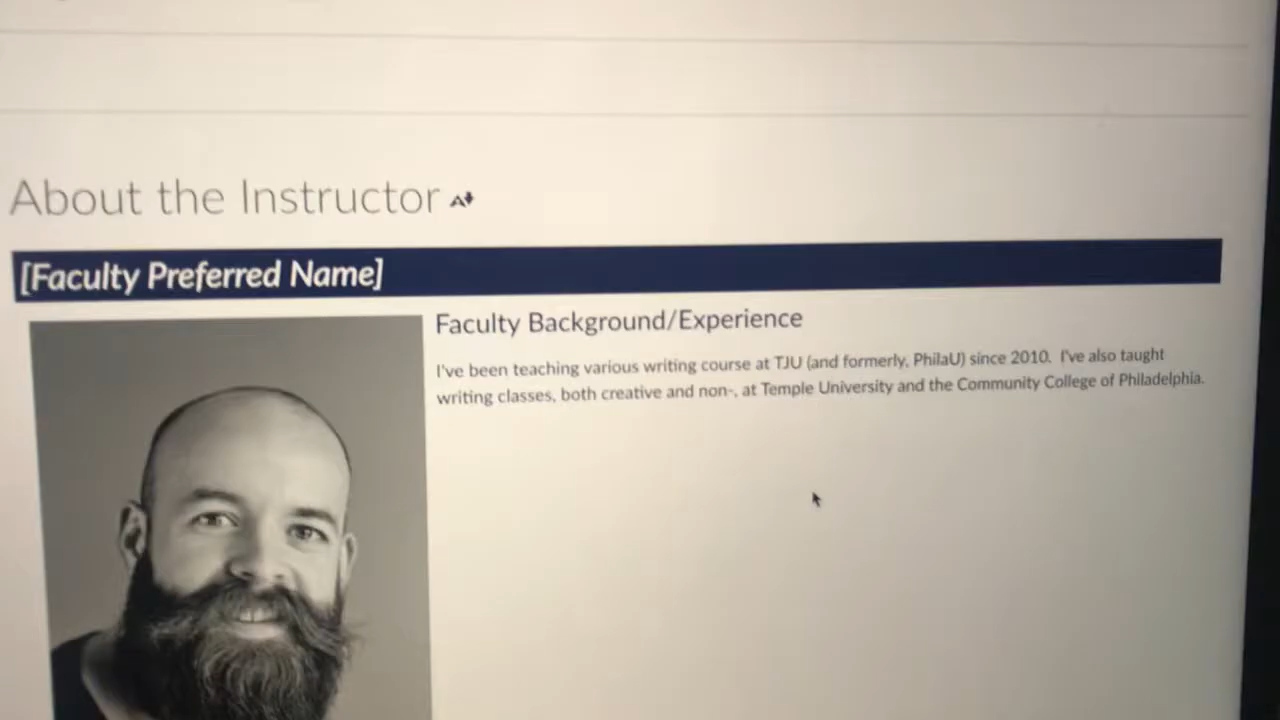 About the Instructor
[Faculty Preferred Name]
Faculty Background/Experience
I've been teaching various writing course at TJU (and formerly, PhilaU) since 2010. I've also taught
writing classes, both creative and non-, at Temple University and the Community College of Philadelphia.